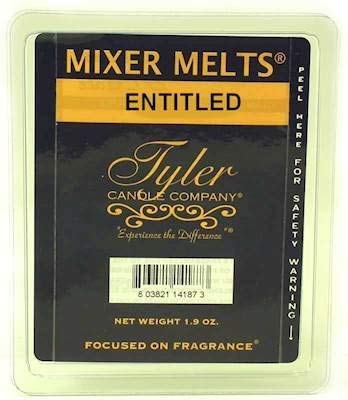 MIXER MELTS®
ENTITLED
Tyler
CANDLE COMPANY®
"Experience the Difference"®
8 03821 14187 3
NET WEIGHT 1.9 OZ.
FOCUSED ON FRAGRANCE®
PEEL HERE FOR SAFETY WARNING